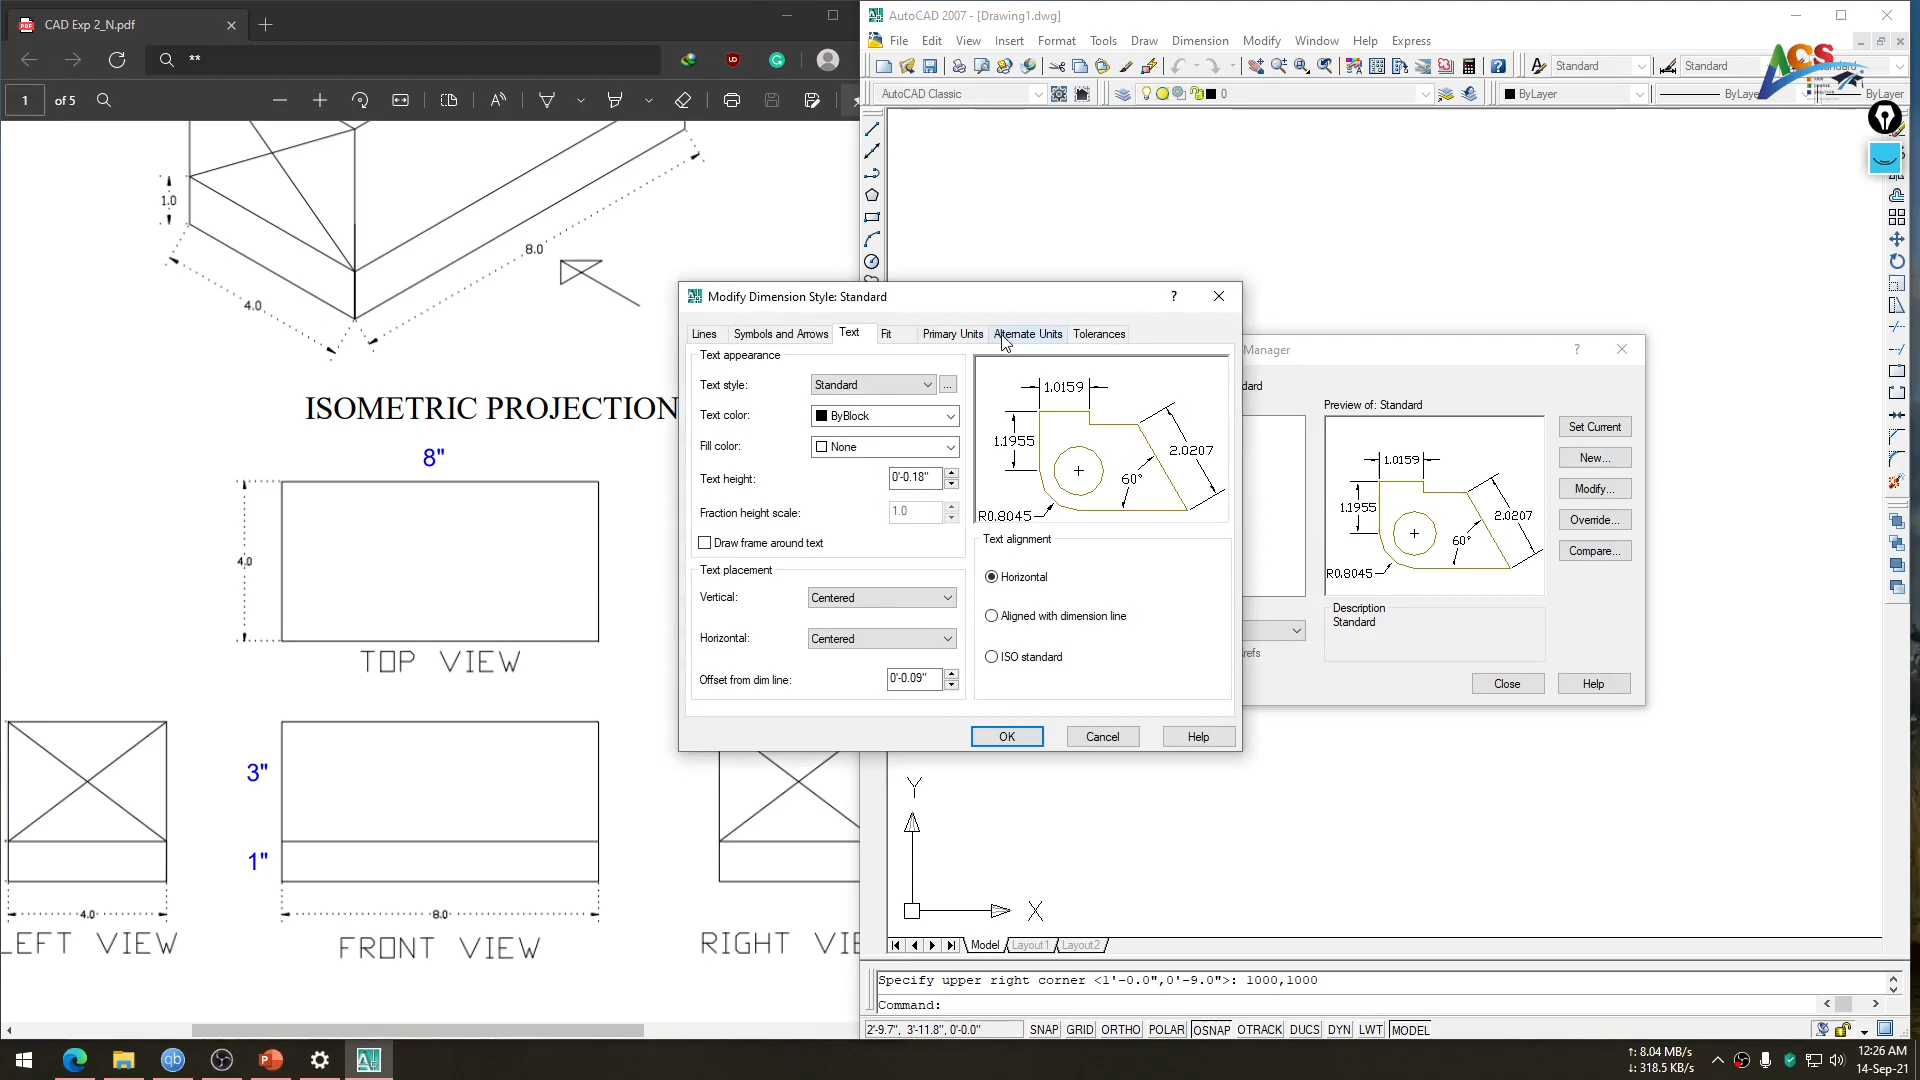 CAD Exp 2_N.pdf
**
1 of 5
1.0
8.0
4.0
ISOMETRIC PROJECTION
8"
4.0
TOP VIEW
3"
1"
4.0
8.0
LEFT VIEW
FRONT VIEW
RIGHT VIE
AutoCAD 2007 - [Drawing1.dwg]
File Edit View Insert Format Tools Draw Dimension Modify Window Help Express
Standard
Standard
Standard
AutoCAD Classic
0
ByLayer
ByLayer
ByLayer
ACS
Modify Dimension Style: Standard
Lines
Symbols and Arrows
Text
Fit
Primary Units
Alternate Units
Tolerances
Text appearance
Text style:
Standard
...
Text color:
ByBlock
Fill color:
None
Text height:
0'-0.18"
Fraction height scale:
1.0
Draw frame around text
Text placement
Vertical:
Centered
Horizontal:
Centered
Offset from dim line:
0'-0.09"
1.0159
1.1955
2.0207
60°
R0.8045
Text alignment
Horizontal
Aligned with dimension line
ISO standard
OK
Cancel
Help
Manager
dard
Preview of: Standard
1.0159
1.1955
2.0207
60°
R0.8045
Set Current
New...
Modify...
Override...
Compare...
Description
Standard
Xrefs
Close
Help
Y
X
Model
Layout1
Layout2
Specify upper right corner <1'-0.0",0'-9.0">: 1000,1000
Command:
2'-9.7", 3'-11.8", 0'-0.0"
SNAP GRID ORTHO POLAR OSNAP OTRACK DUCS DYN LWT MODEL
↑: 8.04 MB/s
↓: 318.5 KB/s
12:26 AM
14-Sep-21